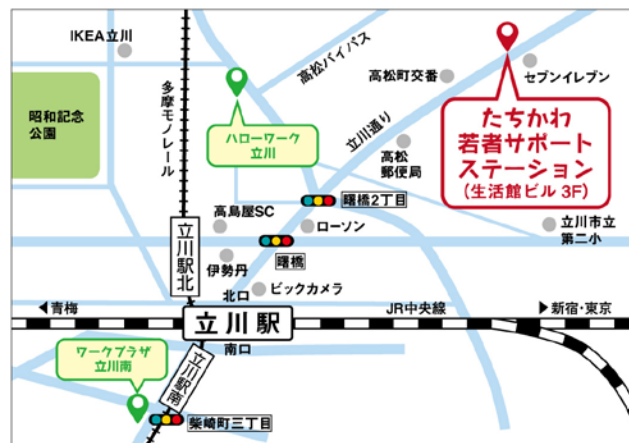 IKEA立川
高松バイパス
高松町交番
セブンイレブン
たちかわ
若者サポート
ステーション
(生活館ビル 3F)
昭和記念
公園
多摩モノレール
ハローワーク
立川
立川通り
高松
郵便局
曙橋2丁目
高島屋SC
ローソン
立川市立
第二小
曙橋
伊勢丹
立川駅北
北口
ビックカメラ
青梅
JR中央線
新宿・東京
立川駅
南口
ワークプラザ
立川南
立川駅南
柴崎町三丁目